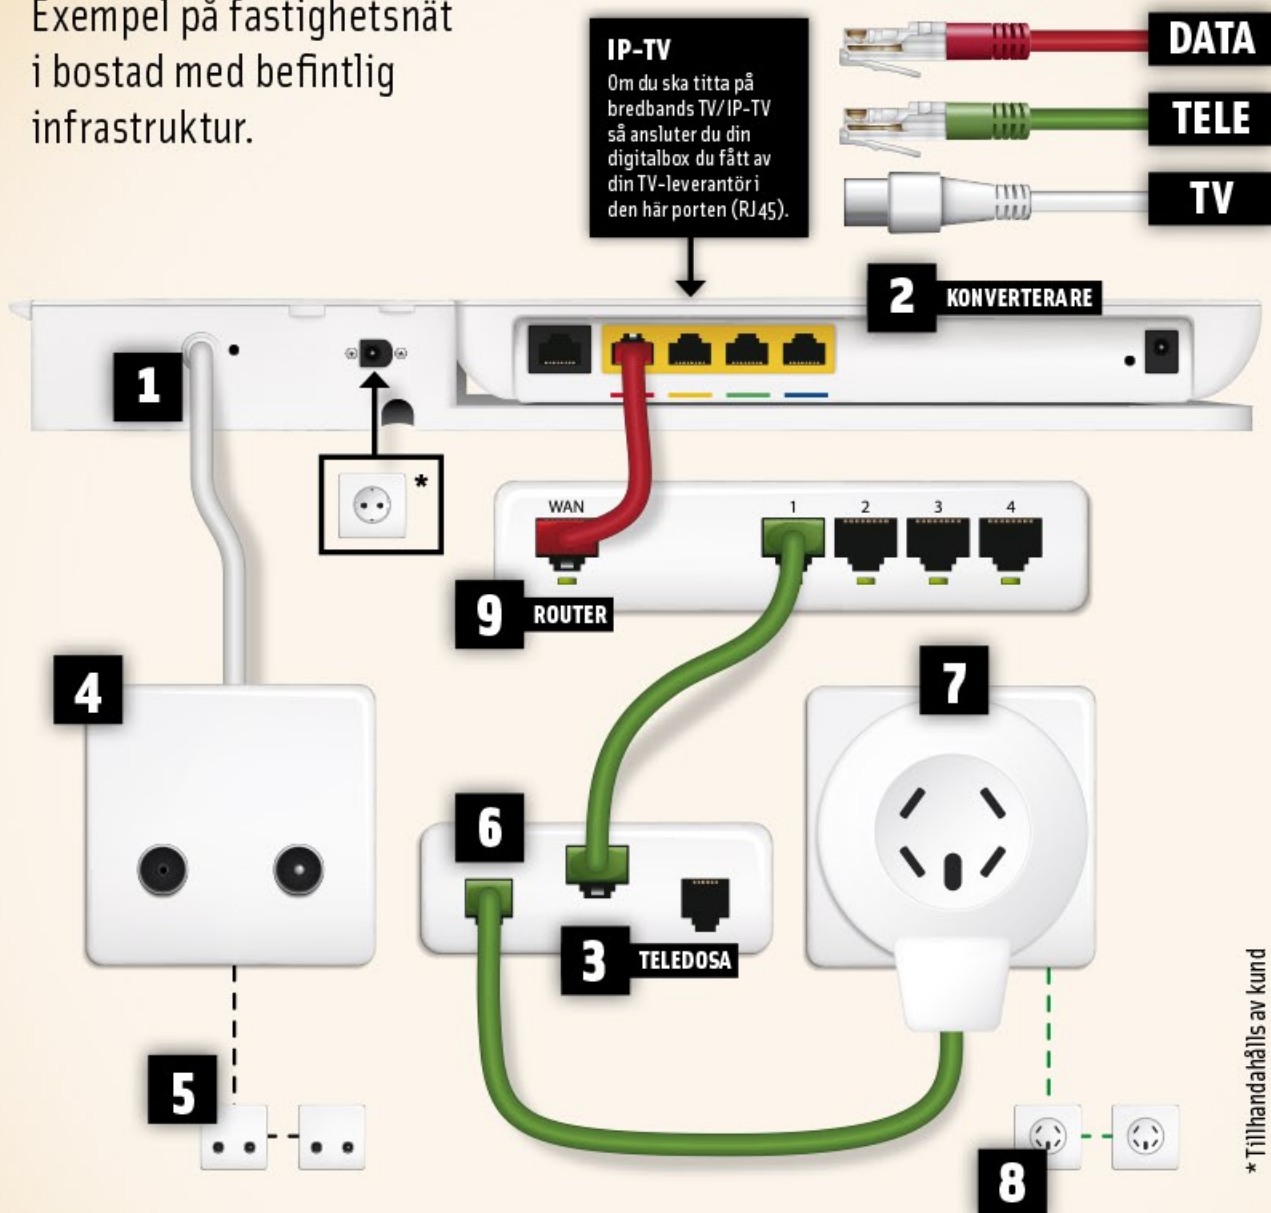 Exempel på fastighetsnät
i bostad med befintlig
infrastruktur.
IP-TV
Om du ska titta på
bredbands TV/IP-TV
så ansluter du din
digitalbox du fått av
din TV-leverantör i
den här porten (RJ45).
DATA
TELE
TV
2 KONVERTERARE
1
*
WAN 1 2 3 4
9 ROUTER
4
7
6
3 TELEDOSA
5
8
* Tillhandahålls av kund